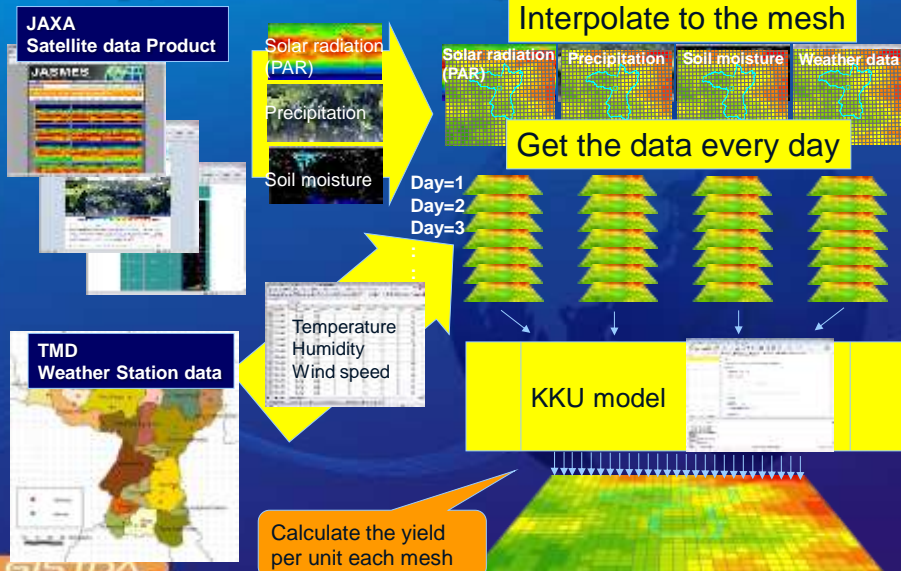 JAXA
Satellite data Product
JASMES
Solar radiation
(PAR)
Precipitation
Soil moisture
Interpolate to the mesh
Solar radiation
(PAR)
Precipitation
Soil moisture
Weather data
Get the data every day
Day=1
Day=2
Day=3
Temperature
Humidity
Wind speed
TMD
Weather Station data
KKU model
Calculate the yield
per unit each mesh